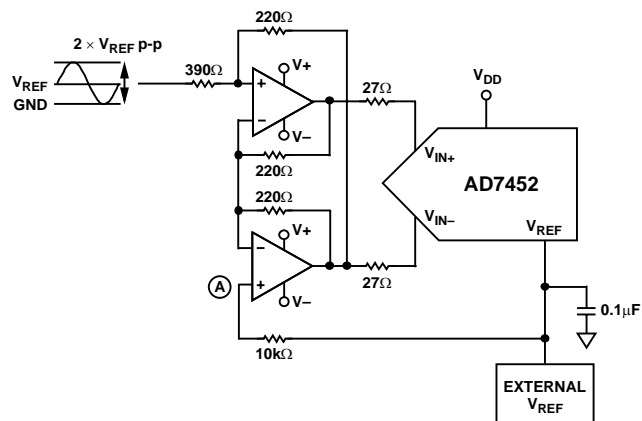 220Ω
2 × VREF p-p
390Ω
VREF
GND
V+
27Ω
VDD
+
–
V–
VIN+
220Ω
AD7452
220Ω
V+
VIN–
VREF
–
A
+
V–
27Ω
0.1μF
10kΩ
EXTERNAL
VREF